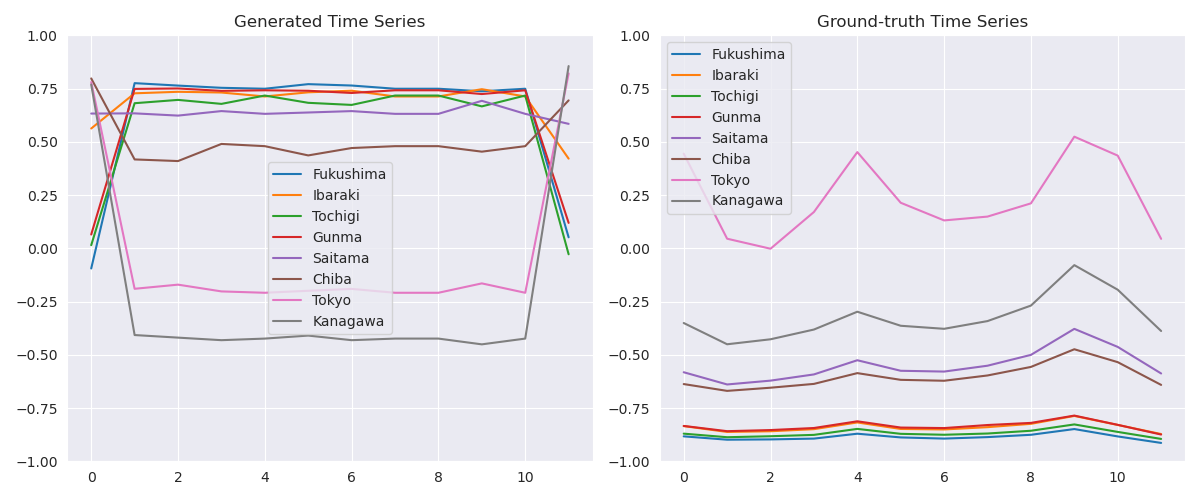 Generated Time Series
1.00
0.75
0.50
0.25
0.00
−0.25
−0.50
−0.75
−1.00
0
2
4
6
8
10
Fukushima
Ibaraki
Tochigi
Gunma
Saitama
Chiba
Tokyo
Kanagawa
Ground-truth Time Series
1.00
0.75
0.50
0.25
0.00
−0.25
−0.50
−0.75
−1.00
0
2
4
6
8
10
Fukushima
Ibaraki
Tochigi
Gunma
Saitama
Chiba
Tokyo
Kanagawa